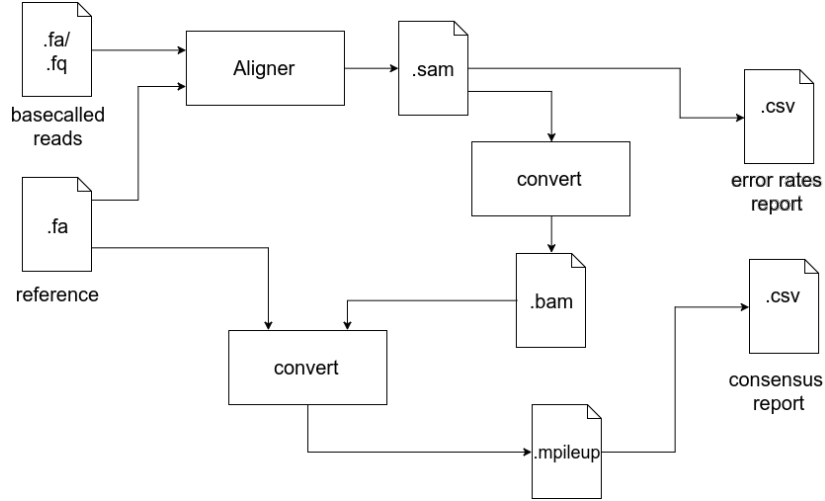 .fa/
.fq
basecalled
reads
Aligner
.sam
.csv
error rates
report
convert
.fa
reference
.bam
.csv
consensus
report
convert
.mpileup